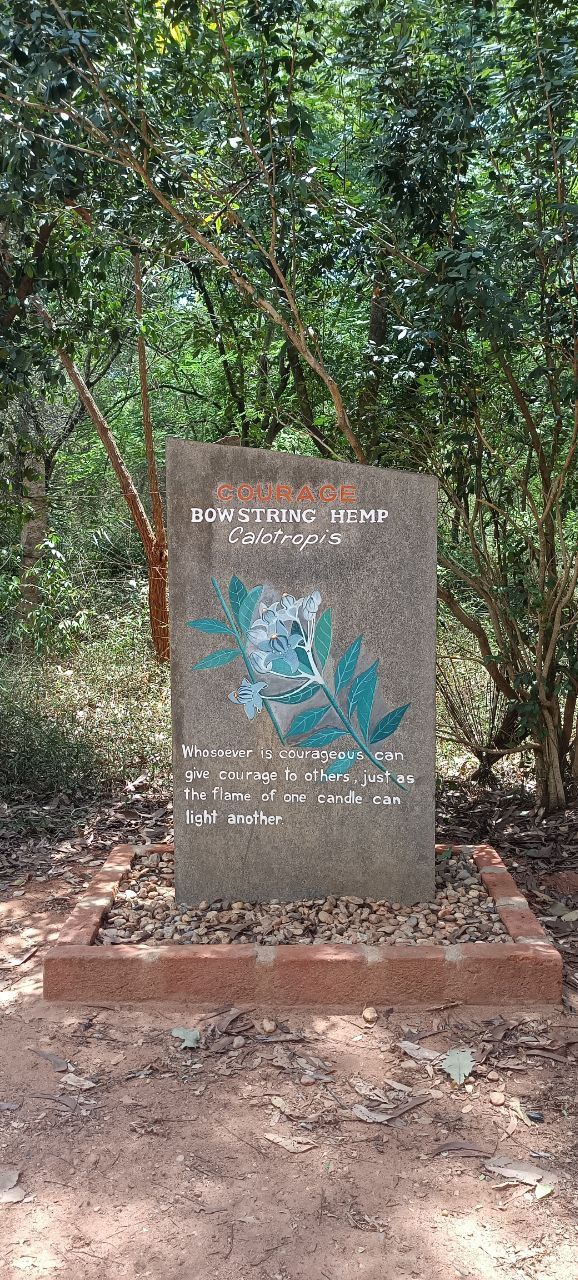 COURAGE
BOWSTRING HEMP
Calotropis
Whosoever is courageous can
give courage to others, just as
the flame of one candle can
light another.